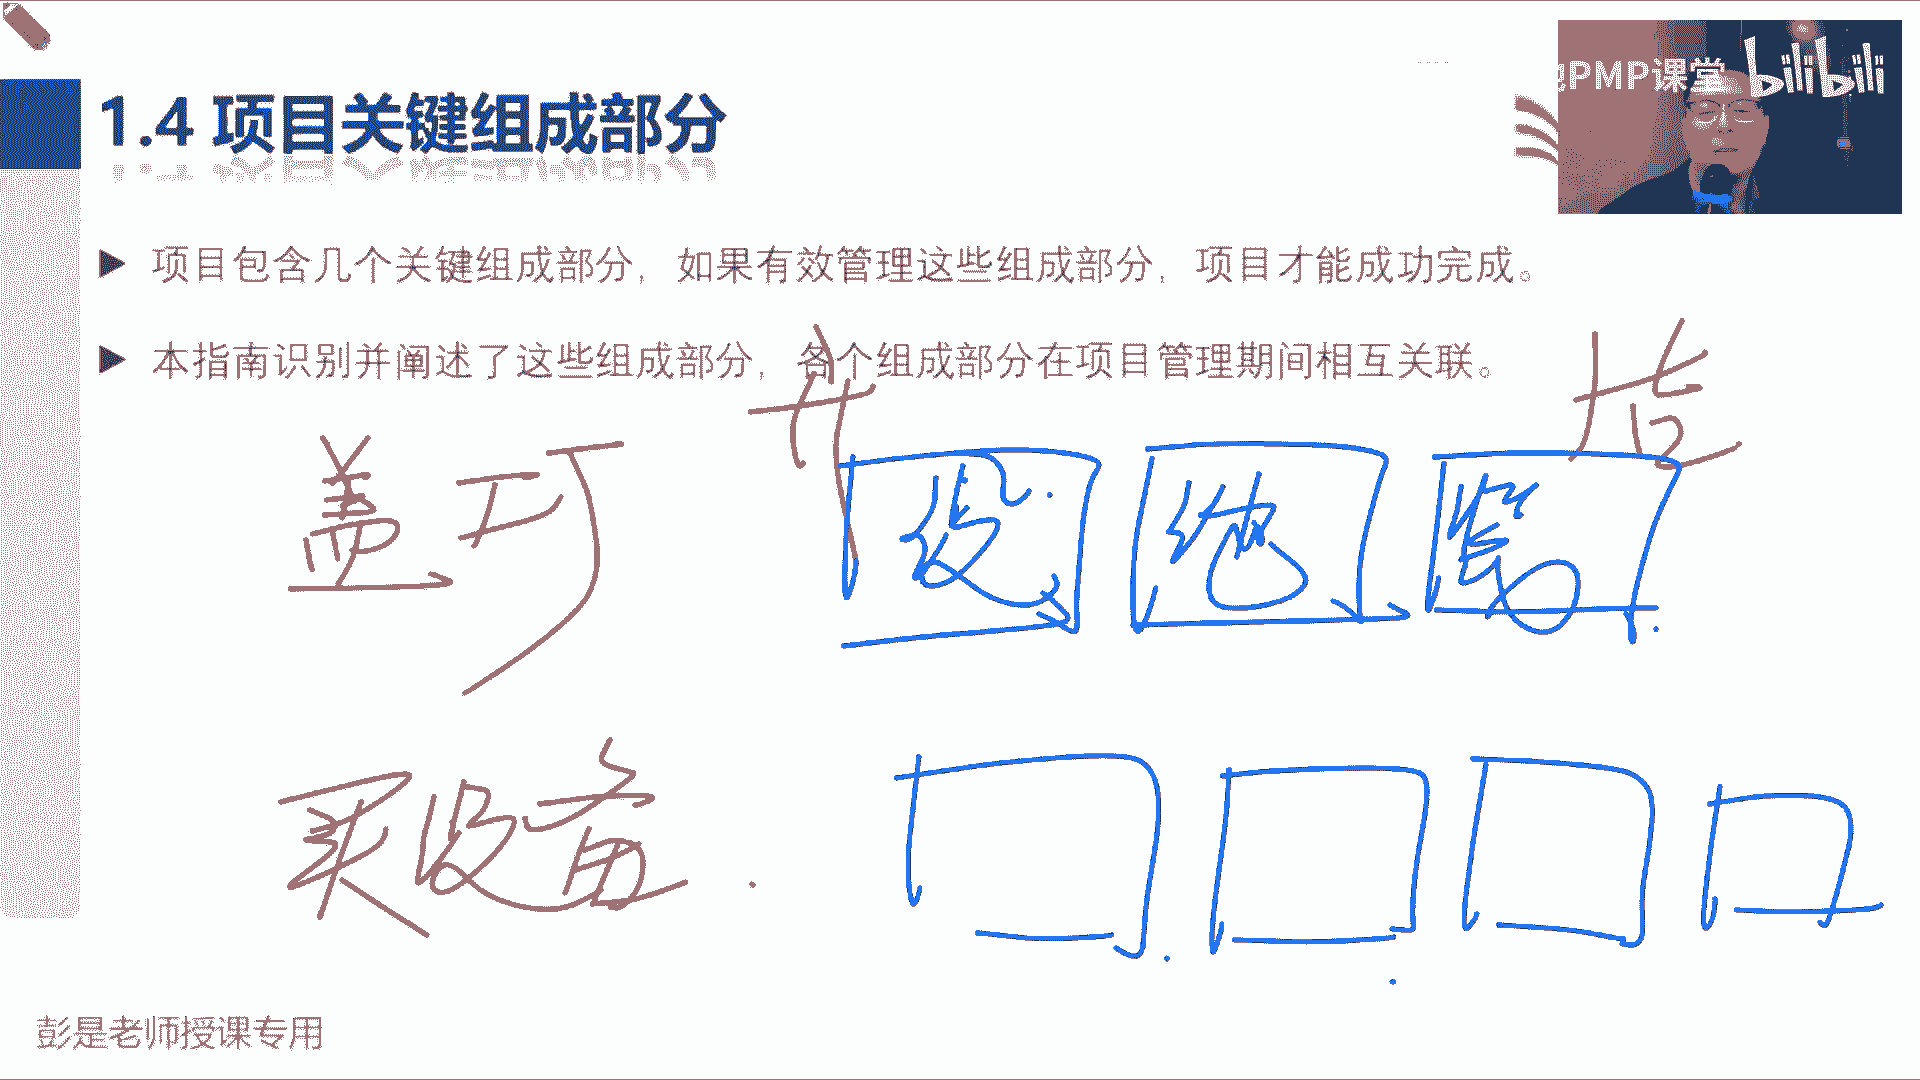 PMP课堂 bilibili
1.4 项目关键组成部分
项目包含几个关键组成部分，如果有效管理这些组成部分，项目才能成功完成。
本指南识别并阐述了这些组成部分，各个组成部分在项目管理期间相互关联。
盖
设
买设备
彭是老师授课专用